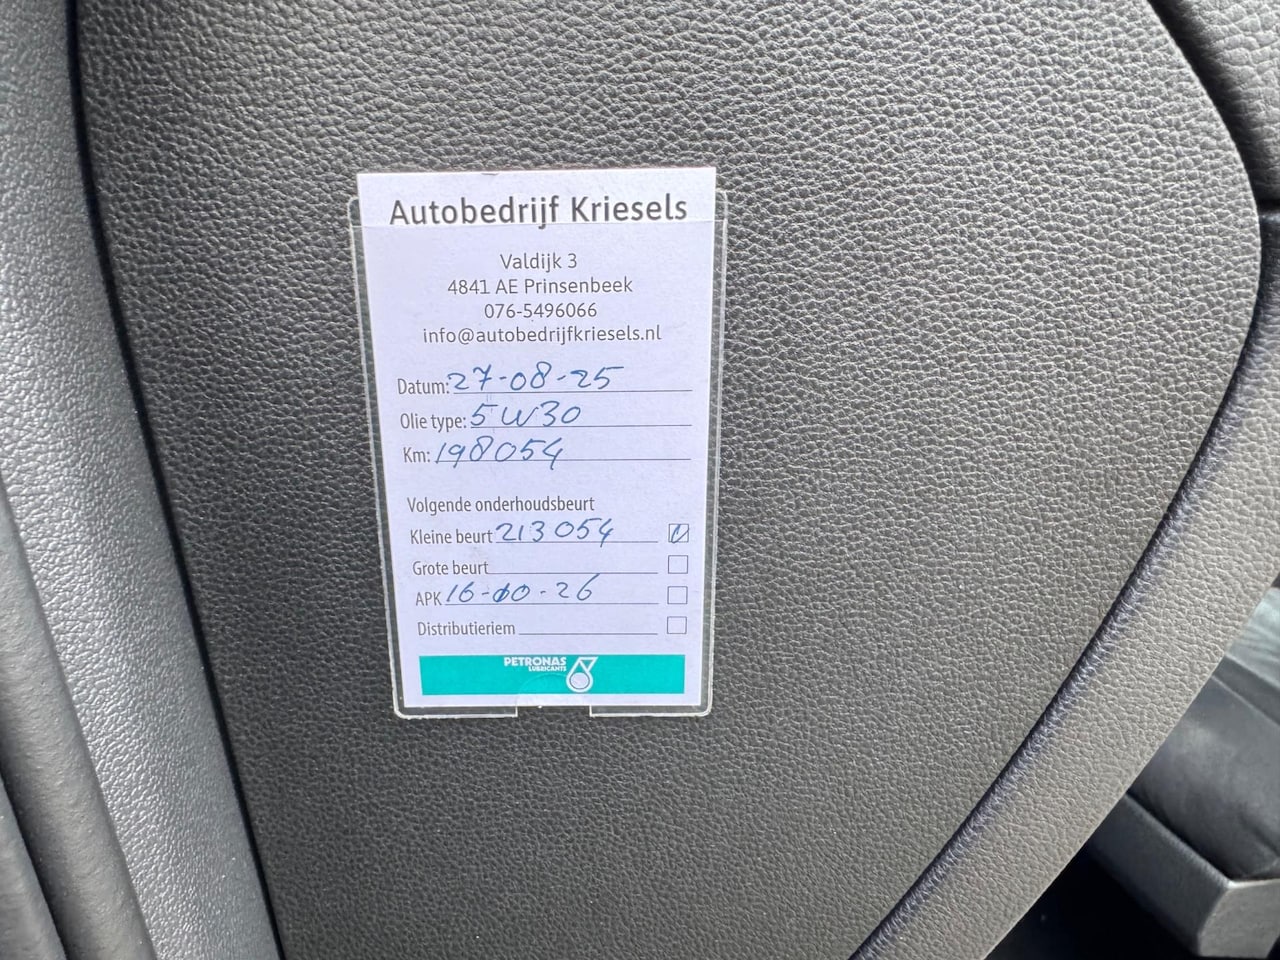 Autobedrijf Kriesels
Valdijk 3
4841 AE Prinsenbeek
076-5496066
info@autobedrijfkriesels.nl
Datum: 27-08-25
Olie type: 5W30
Km: 198054
Volgende onderhoudsbeurt
Kleine beurt 213054
Grote beurt
APK 16-10-26
Distributieriem
PETRONAS
LUBRICANTS